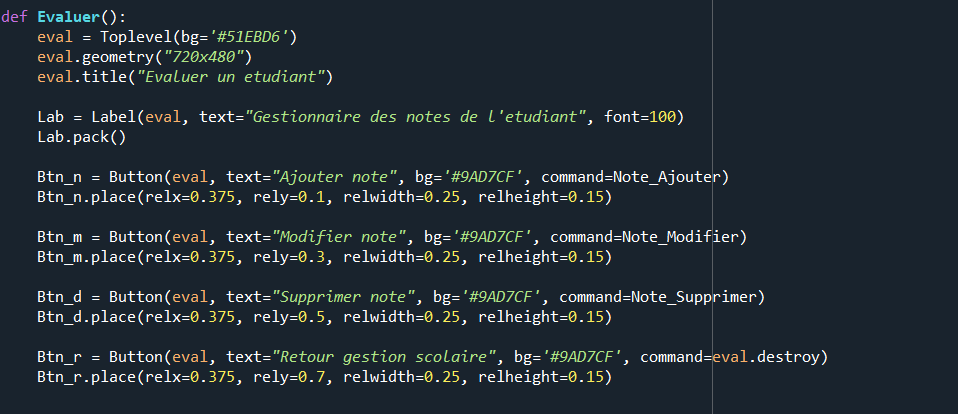 def Evaluer():
    eval = Toplevel(bg='#51EBD6')
    eval.geometry("720x480")
    eval.title("Evaluer un etudiant")

    Lab = Label(eval, text="Gestionnaire des notes de l'etudiant", font=100)
    Lab.pack()

    Btn_n = Button(eval, text="Ajouter note", bg='#9AD7CF', command=Note_Ajouter)
    Btn_n.place(relx=0.375, rely=0.1, relwidth=0.25, relheight=0.15)

    Btn_m = Button(eval, text="Modifier note", bg='#9AD7CF', command=Note_Modifier)
    Btn_m.place(relx=0.375, rely=0.3, relwidth=0.25, relheight=0.15)

    Btn_d = Button(eval, text="Supprimer note", bg='#9AD7CF', command=Note_Supprimer)
    Btn_d.place(relx=0.375, rely=0.5, relwidth=0.25, relheight=0.15)

    Btn_r = Button(eval, text="Retour gestion scolaire", bg='#9AD7CF', command=eval.destroy)
    Btn_r.place(relx=0.375, rely=0.7, relwidth=0.25, relheight=0.15)